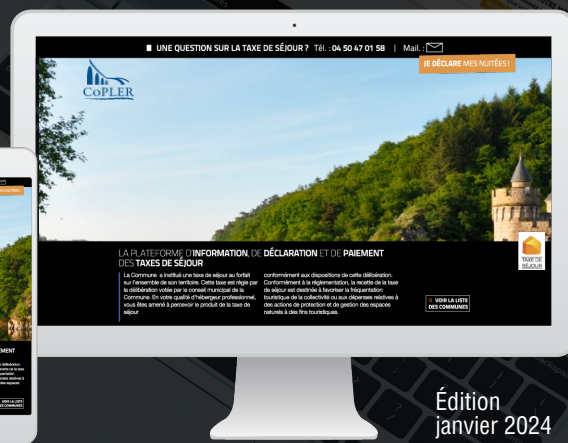 UNE QUESTION SUR LA TAXE DE SÉJOUR ? Tél. : 04 50 47 01 58 | Mail. :
JE DÉCLARE MES NUITÉES !
CoPLER
LA PLATEFORME D'INFORMATION, DE DÉCLARATION ET DE PAIEMENT
DES TAXES DE SÉJOUR
La Commune a institué une taxe de séjour au forfait
sur l'ensemble de son territoire. Cette taxe est régie par
la délibération votée par le conseil municipal de la
Commune. En votre qualité d'hébergeur professionnel,
vous êtes amené à percevoir le produit de la taxe de
séjour
conformément aux dispositions de cette délibération.
Conformément à la réglementation, la recette de la taxe
de séjour est destinée à favoriser la fréquentation
touristique de la collectivité ou aux dépenses relatives à
des actions de protection et de gestion des espaces
naturels à des fins touristiques.
VOIR LA LISTE
DES COMMUNES
TAXE DE
SÉJOUR
Édition
janvier 2024